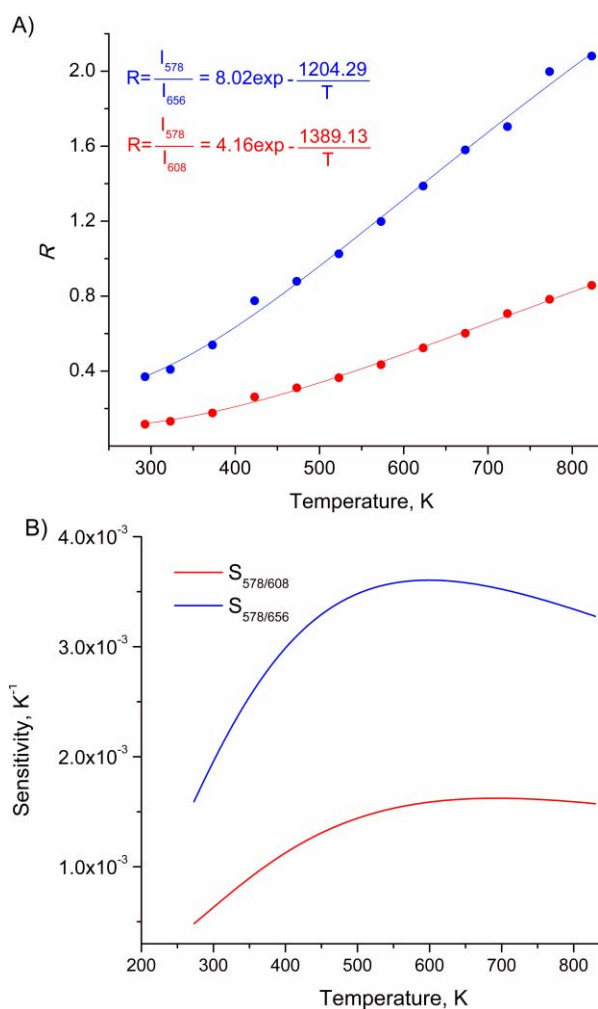 A)
R= I578 / I656 = 8.02exp - 1204.29 / T
R= I578 / I608 = 4.16exp - 1389.13 / T
2.0
1.6
1.2
0.8
0.4
R
300 400 500 600 700 800
Temperature, K
B)
4.0x10-3
3.0x10-3
2.0x10-3
1.0x10-3
S578/608
S578/656
Sensitivity, K-1
200 300 400 500 600 700 800
Temperature, K